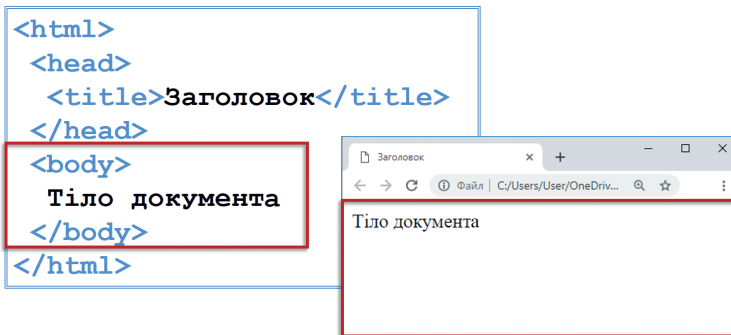 <html>
<head>
<title>Заголовок</title>
</head>
<body>
Тіло документа
</body>
</html>
Заголовок
Файл | C:/Users/User/OneDriv...
Тіло документа